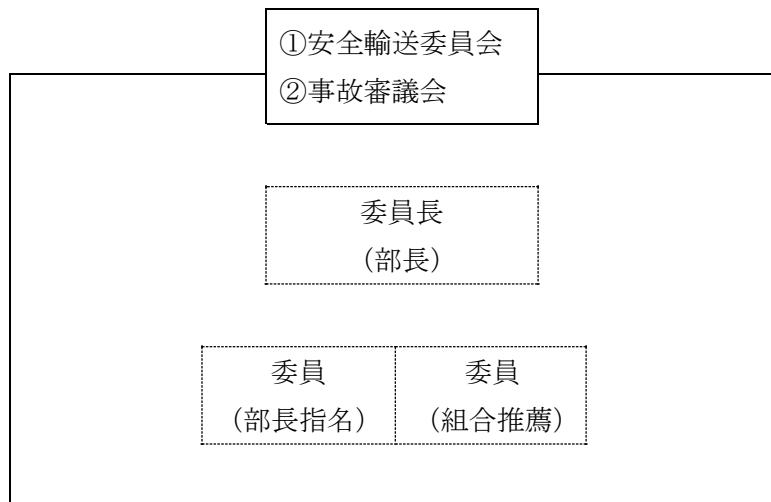 ①安全輸送委員会
②事故審議会
委員長
（部長）
委員
（部長指名）
委員
（組合推薦）